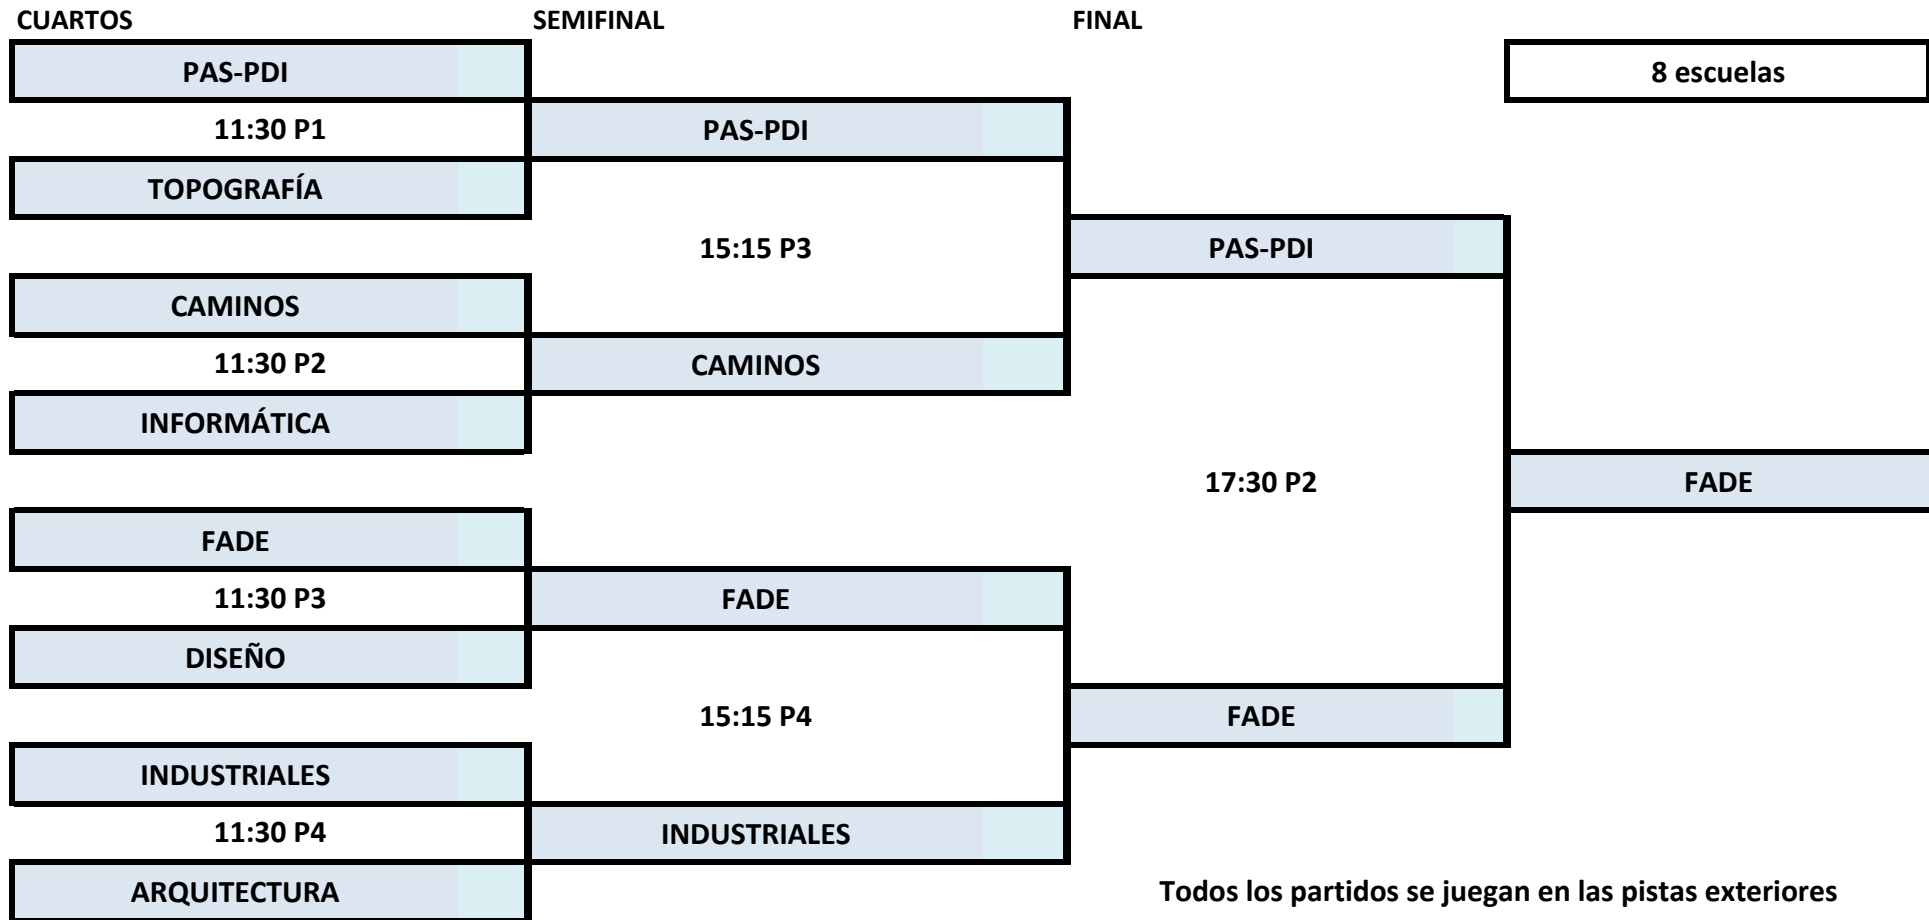 CUARTOS SEMIFINAL FINAL
PAS-PDI 8 escuelas
11:30 P1 PAS-PDI
TOPOGRAFÍA
15:15 P3 PAS-PDI
CAMINOS
11:30 P2 CAMINOS
INFORMÁTICA
17:30 P2 FADE
FADE
11:30 P3 FADE
DISEÑO
15:15 P4 FADE
INDUSTRIALES
11:30 P4 INDUSTRIALES
ARQUITECTURA Todos los partidos se juegan en las pistas exteriores